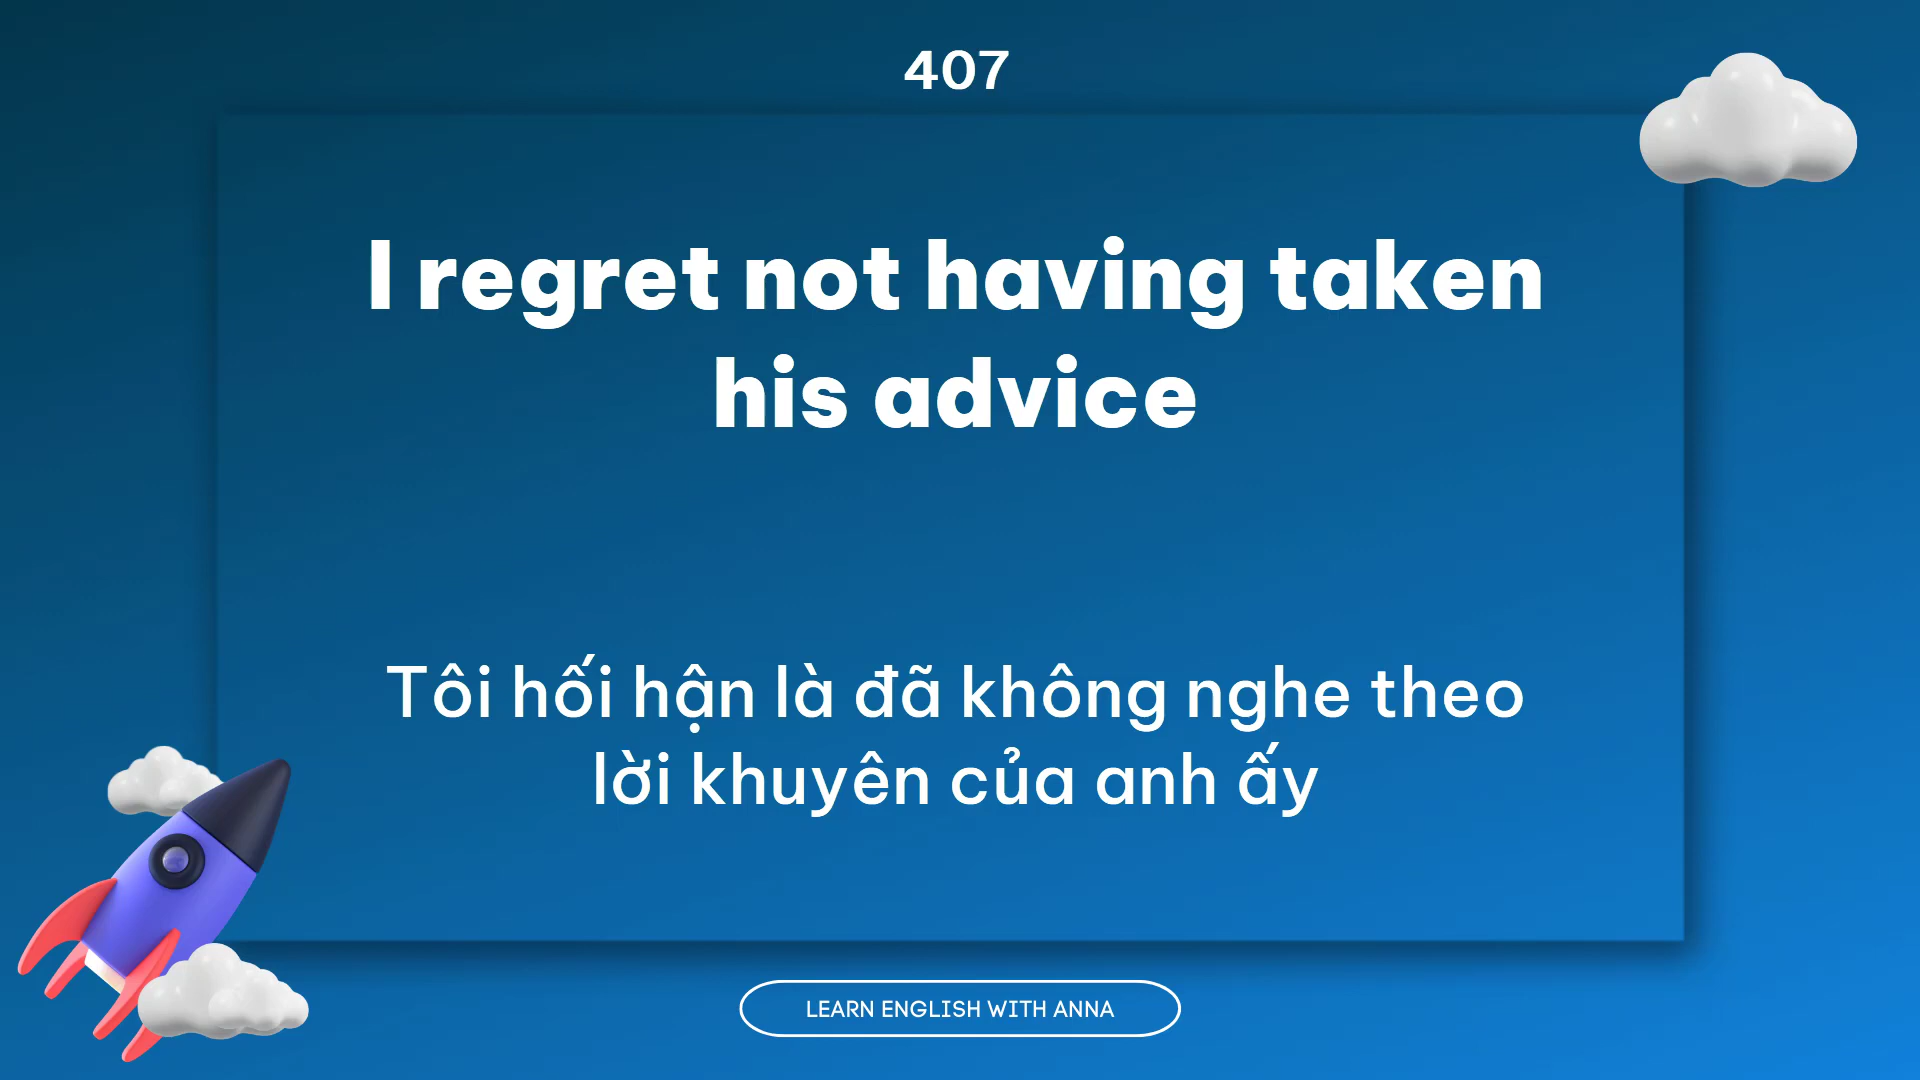 407
I regret not having taken
his advice
Tôi hối hận là đã không nghe theo
lời khuyên của anh ấy
LEARN ENGLISH WITH ANNA